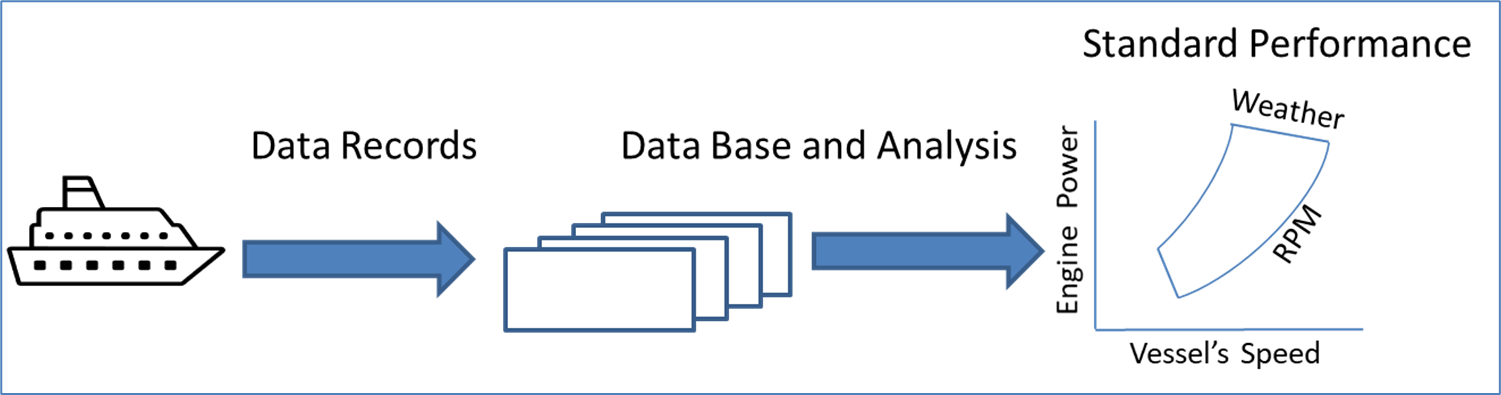 Standard Performance
Data Records
Data Base and Analysis
Weather
RPM
Engine Power
Vessel's Speed